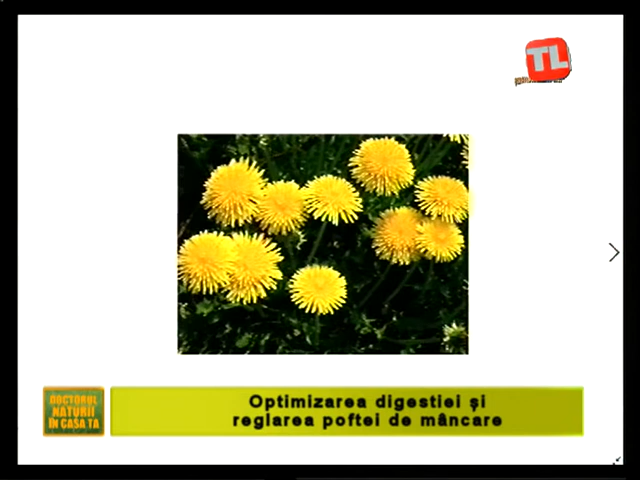 TL
DOCTORUL
NATURII
ÎN CASA TA
Optimizarea digestiei și
reglarea poftei de mâncare